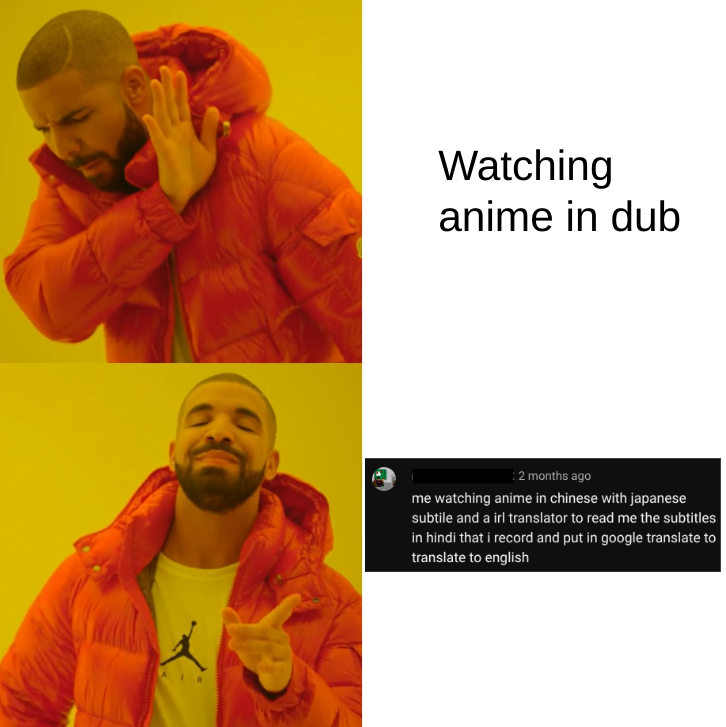 Watching
anime in dub
2 months ago
me watching anime in chinese with japanese
subtile and a irl translator to read me the subtitles
in hindi that i record and put in google translate to
translate to english
A I R